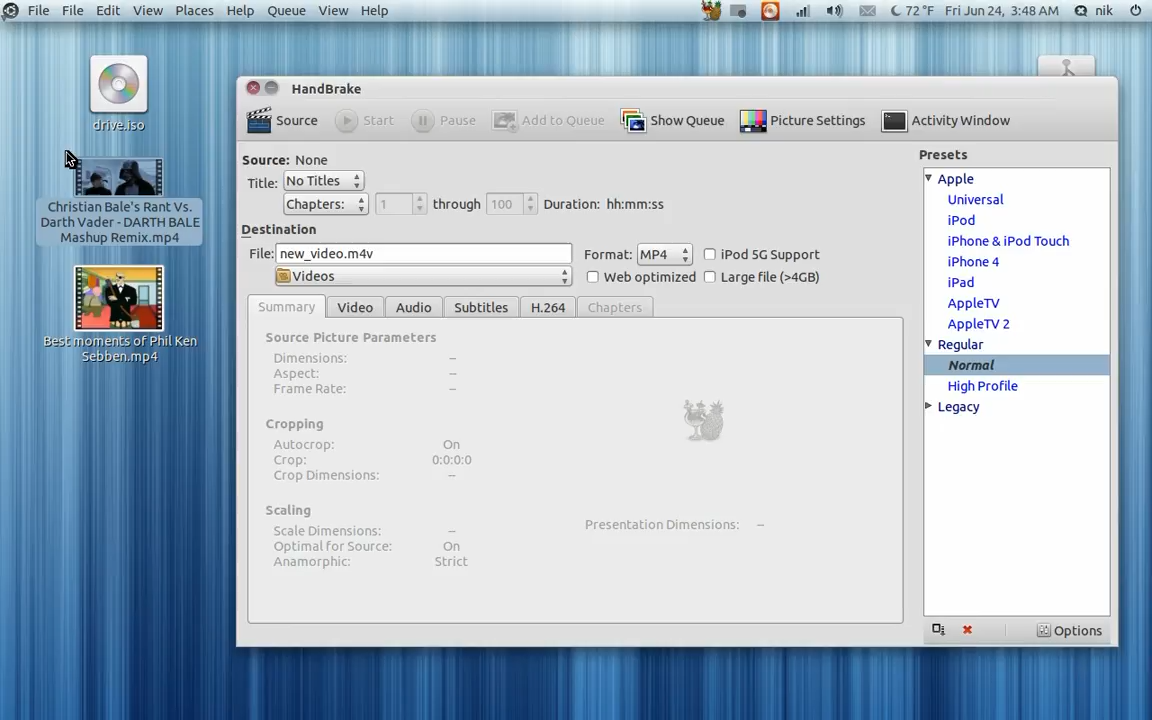 File File Edit View Places Help Queue View Help 72 °F Fri Jun 24, 3:48 AM nik
drive.iso
Christian Bale's Rant Vs.
Darth Vader - DARTH BALE
Mashup Remix.mp4
Best moments of Phil Ken
Sebben.mp4
HandBrake
Source Start Pause Add to Queue Show Queue Picture Settings Activity Window
Source: None
Title: No Titles
Chapters: 1 through 100 Duration: hh:mm:ss
Destination
File: new_video.m4v Format: MP4 iPod 5G Support
Videos Web optimized Large file (>4GB)
Summary Video Audio Subtitles H.264 Chapters
Source Picture Parameters
Dimensions: --
Aspect: --
Frame Rate: --
Cropping
Autocrop: On
Crop: 0:0:0:0
Crop Dimensions: --
Scaling
Scale Dimensions: --
Optimal for Source: On
Anamorphic: Strict
Presentation Dimensions: --
Presets
Apple
Universal
iPod
iPhone & iPod Touch
iPhone 4
iPad
AppleTV
AppleTV 2
Regular
Normal
High Profile
Legacy
Options